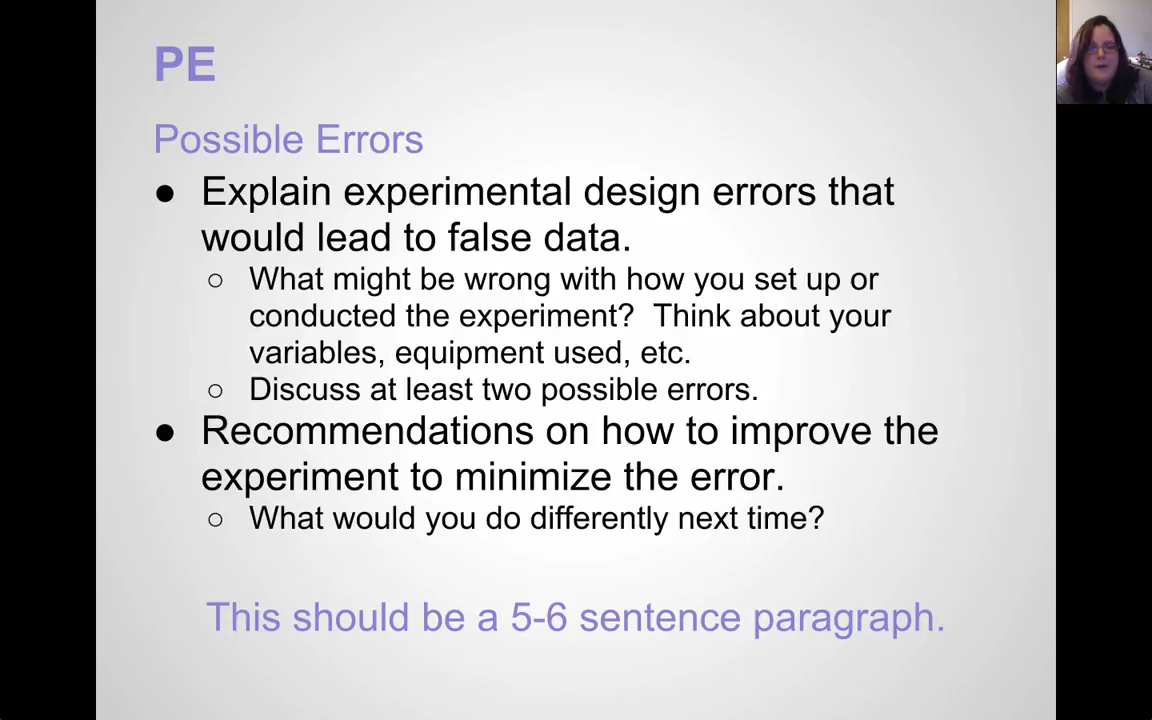 PE
Possible Errors
● Explain experimental design errors that
would lead to false data.
○ What might be wrong with how you set up or
conducted the experiment?  Think about your
variables, equipment used, etc.
○ Discuss at least two possible errors.
● Recommendations on how to improve the
experiment to minimize the error.
○ What would you do differently next time?
This should be a 5-6 sentence paragraph.